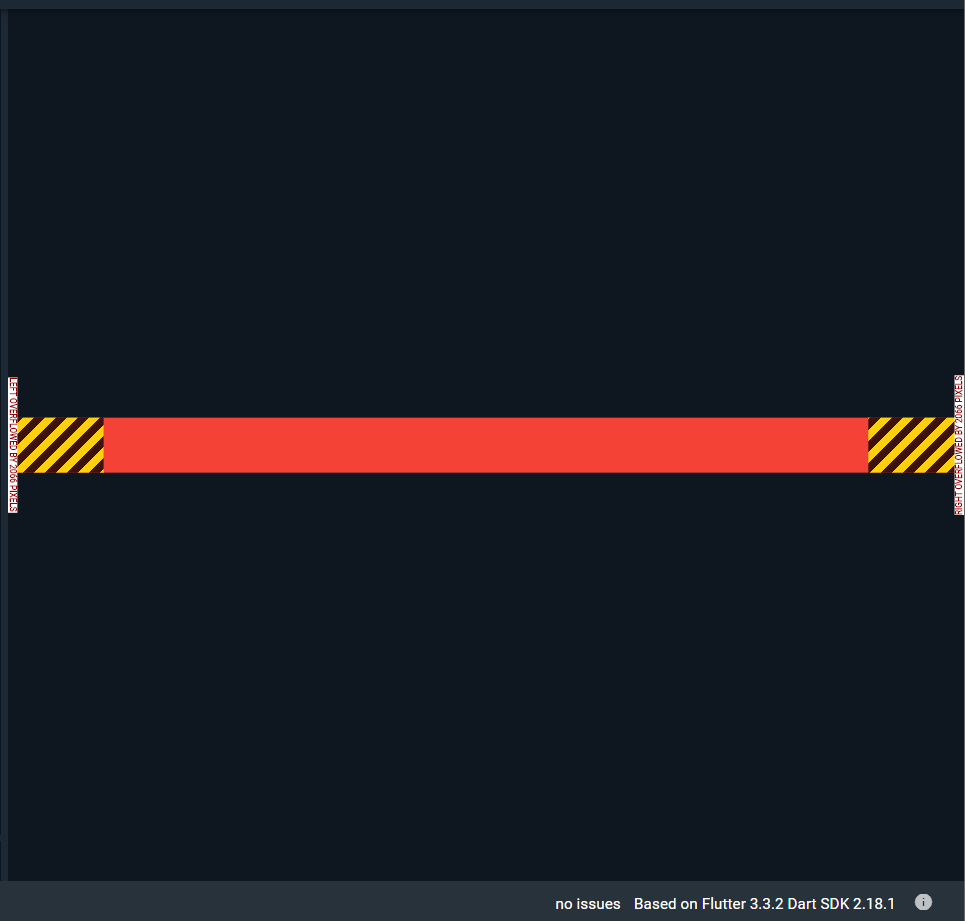 LEFT OVERFLOWED BY 2066 PIXELS
RIGHT OVERFLOWED BY 2066 PIXELS
no issues Based on Flutter 3.3.2 Dart SDK 2.18.1